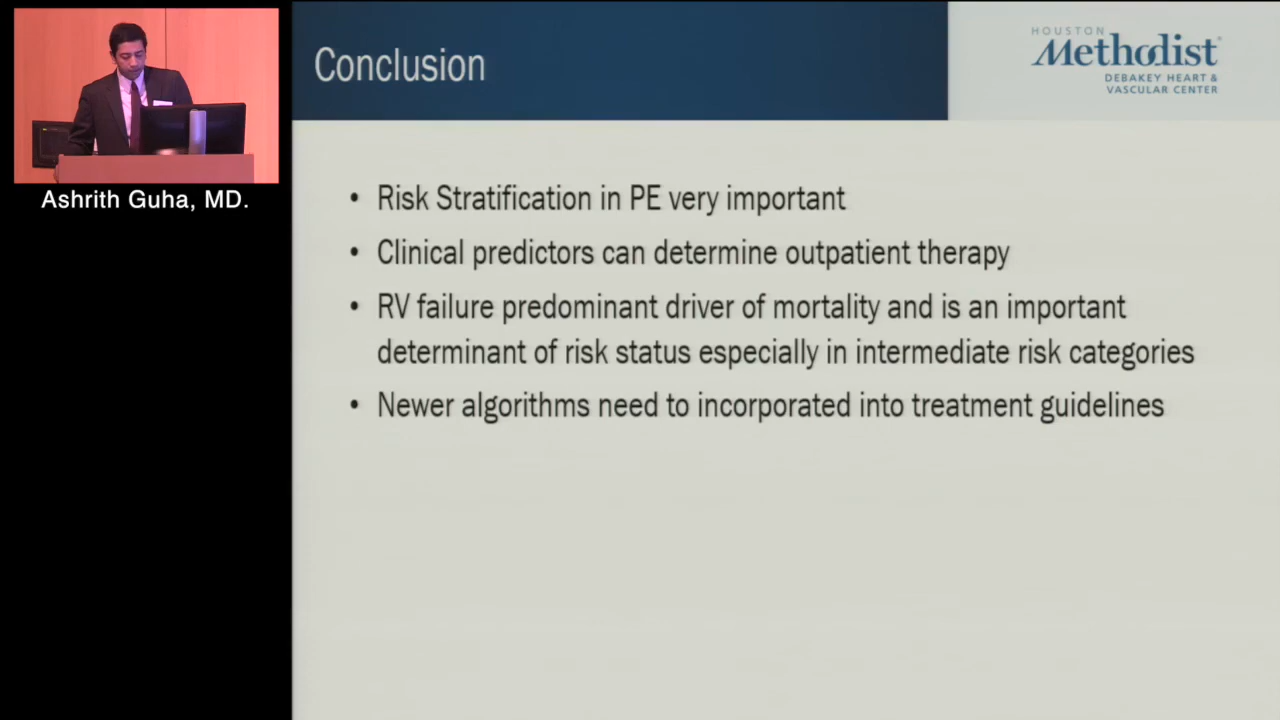 Conclusion
HOUSTON
Methodist
DEBAKEY HEART &
VASCULAR CENTER
Ashrith Guha, MD.
• Risk Stratification in PE very important
• Clinical predictors can determine outpatient therapy
• RV failure predominant driver of mortality and is an important
determinant of risk status especially in intermediate risk categories
• Newer algorithms need to incorporated into treatment guidelines